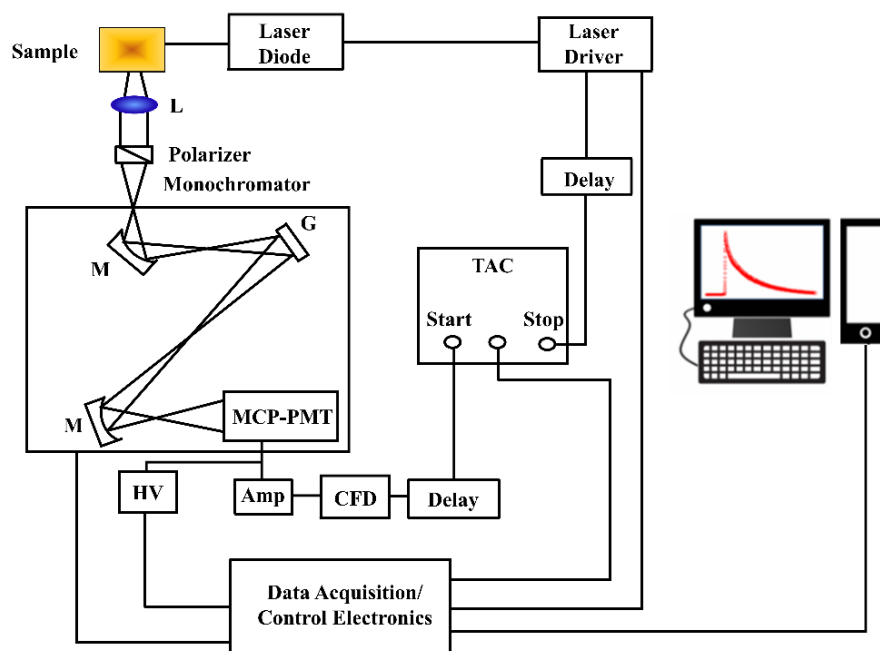 Sample
Laser
Diode
Laser
Driver
L
Polarizer
Monochromator
Delay
G
M
TAC
Start
Stop
M
MCP-PMT
HV
Amp
CFD
Delay
Data Acquisition/
Control Electronics